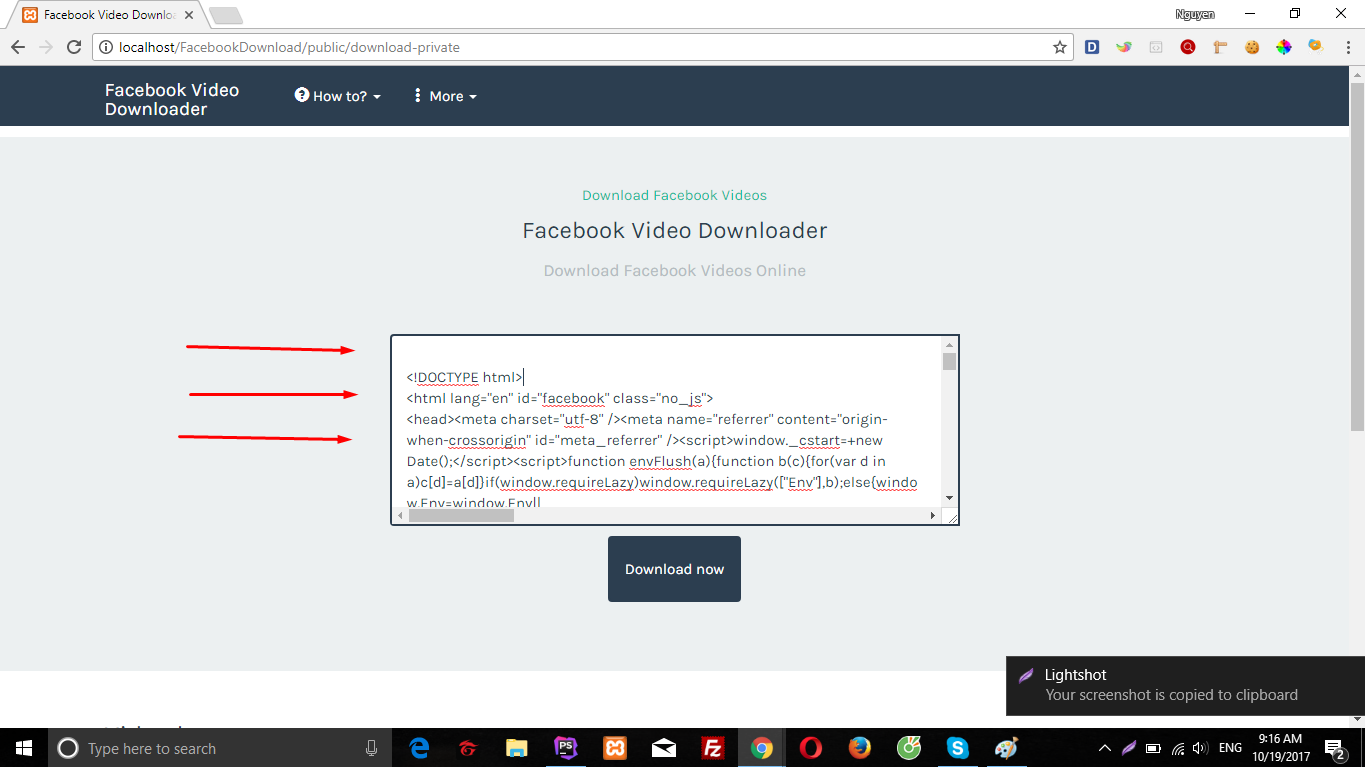 Facebook Video Downlo
Nguyen
localhost/FacebookDownload/public/download-private
D
Facebook Video
Downloader
? How to?
More
Download Facebook Videos
Facebook Video Downloader
Download Facebook Videos Online
<!DOCTYPE html>
<html lang="en" id="facebook" class="no_js">
<head><meta charset="utf-8" /><meta name="referrer" content="origin-
when-crossorigin" id="meta_referrer" /><script>window._cstart=+new
Date();</script><script>function envFlush(a){function b(c){for(var d in
a)c[d]=a[d]}if(window.requireLazy)window.requireLazy(["Env"],b);else{windo
w.Env=window.Env||
Download now
Lightshot
Your screenshot is copied to clipboard
Type here to search
PS
FZ
ENG
9:16 AM
10/19/2017
2